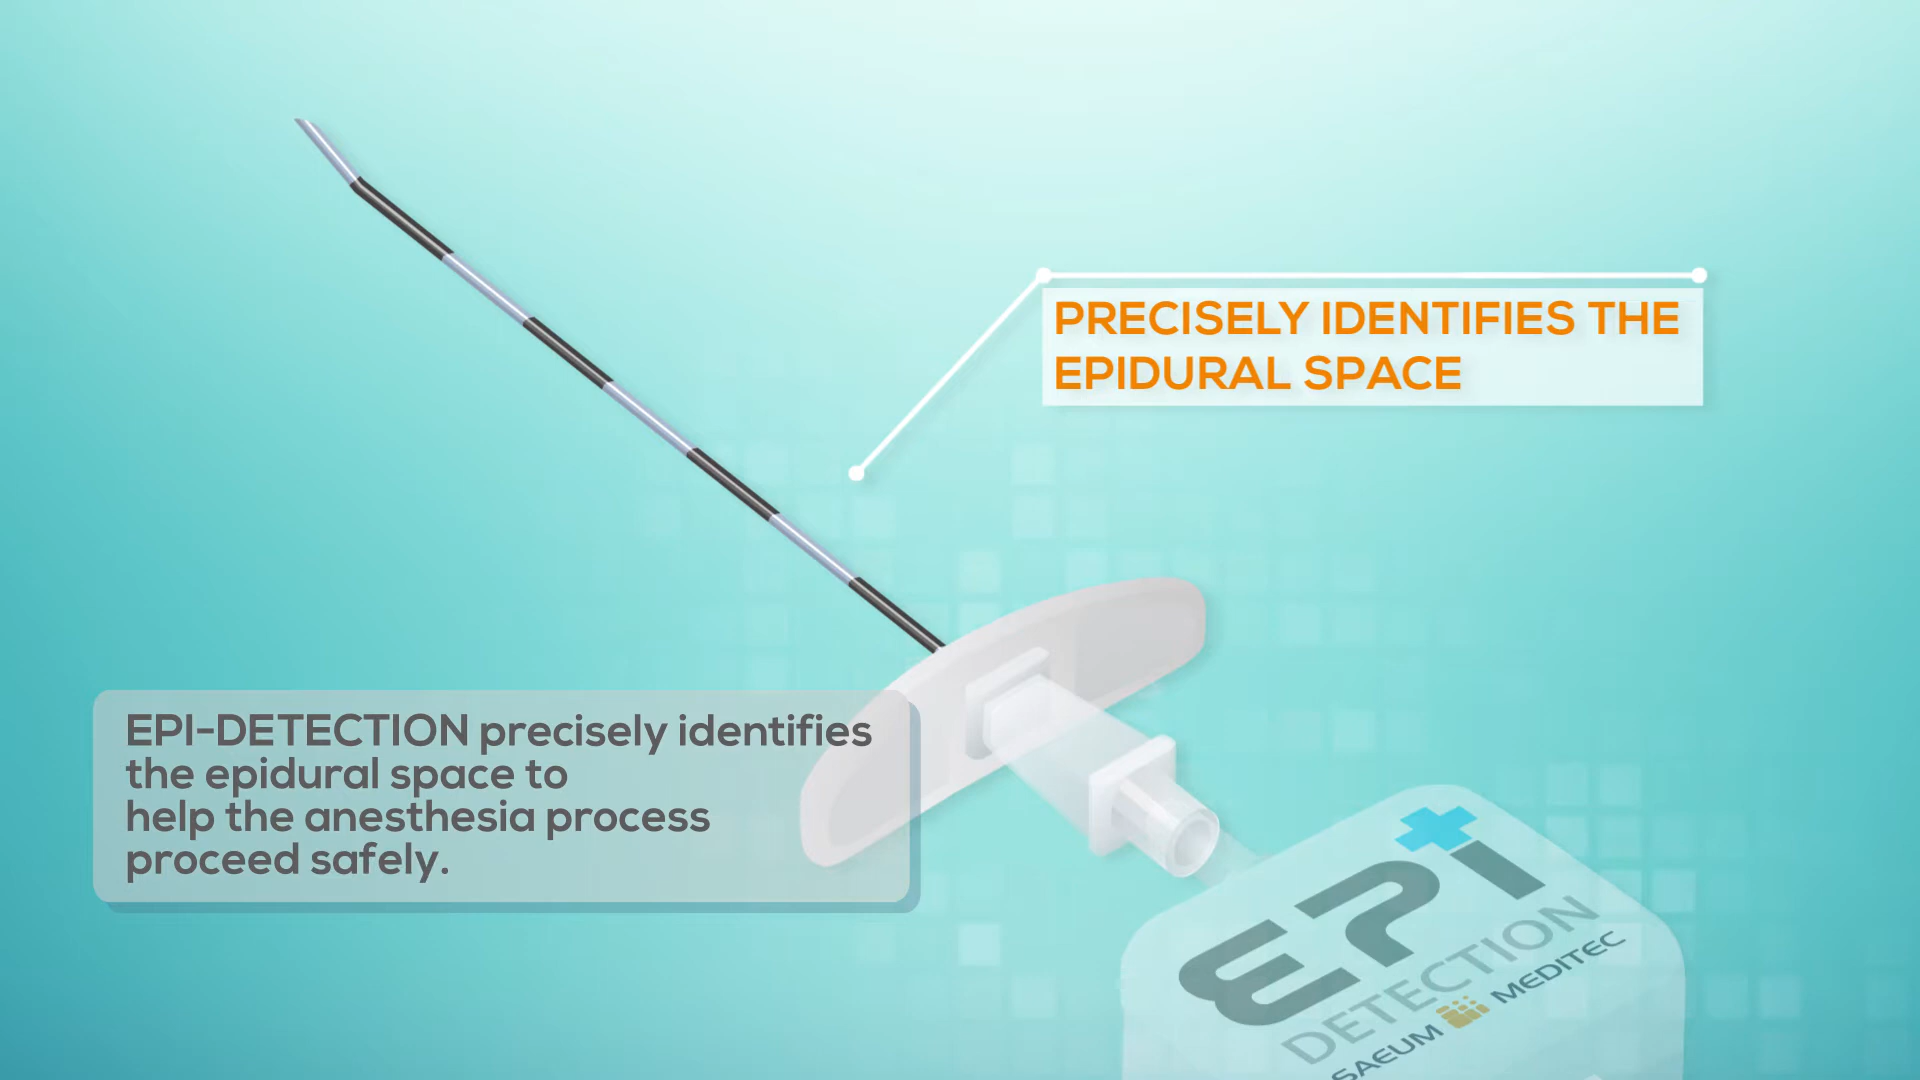 PRECISELY IDENTIFIES THE
EPIDURAL SPACE
EPI-DETECTION precisely identifies
the epidural space to
help the anesthesia process
proceed safely.
EPi
DETECTION
SAEUM MEDITEC